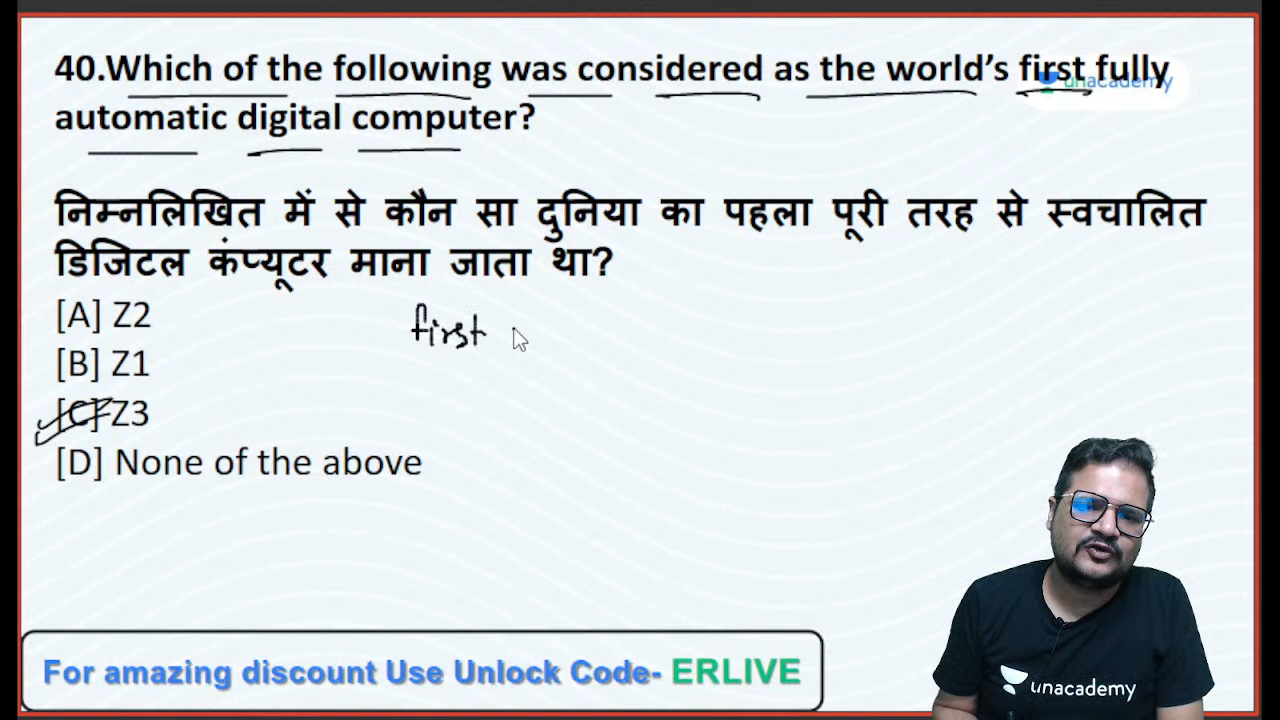 40.Which of the following was considered as the world's first fully
unacademy
automatic digital computer?
निम्नलिखित में से कौन सा दुनिया का पहला पूरी तरह से स्वचालित
डिजिटल कंप्यूटर माना जाता था?
[A] Z2
first
[B] Z1
[C] Z3
[D] None of the above
unacademy
For amazing discount Use Unlock Code- ERLIVE